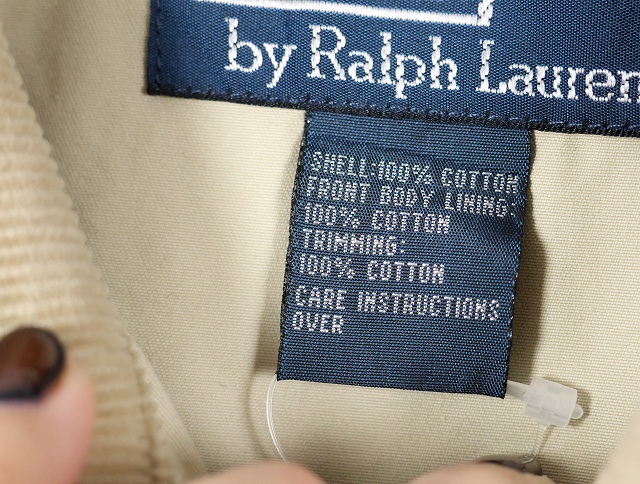 by Ralph Lauren
SHELL:100% COTTON
FRONT BODY LINING:
100% COTTON
TRIMMING:
100% COTTON
CARE INSTRUCTIONS
OVER